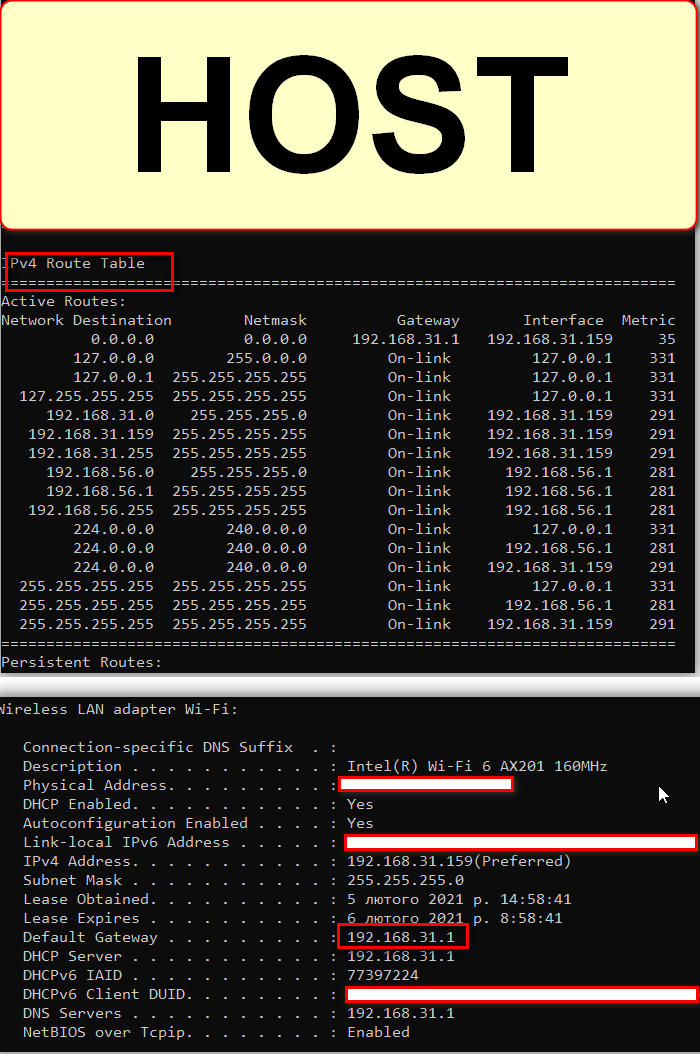 HOST
IPv4 Route Table
===========================================================================
Active Routes:
Network Destination        Netmask          Gateway       Interface  Metric
          0.0.0.0          0.0.0.0     192.168.31.1   192.168.31.159     35
        127.0.0.0        255.0.0.0         On-link         127.0.0.1    331
        127.0.0.1  255.255.255.255         On-link         127.0.0.1    331
  127.255.255.255  255.255.255.255         On-link         127.0.0.1    331
     192.168.31.0    255.255.255.0         On-link    192.168.31.159    291
   192.168.31.159  255.255.255.255         On-link    192.168.31.159    291
   192.168.31.255  255.255.255.255         On-link    192.168.31.159    291
     192.168.56.0    255.255.255.0         On-link      192.168.56.1    281
     192.168.56.1  255.255.255.255         On-link      192.168.56.1    281
   192.168.56.255  255.255.255.255         On-link      192.168.56.1    281
        224.0.0.0        240.0.0.0         On-link         127.0.0.1    331
        224.0.0.0        240.0.0.0         On-link      192.168.56.1    281
        224.0.0.0        240.0.0.0         On-link    192.168.31.159    291
  255.255.255.255  255.255.255.255         On-link         127.0.0.1    331
  255.255.255.255  255.255.255.255         On-link      192.168.56.1    281
  255.255.255.255  255.255.255.255         On-link    192.168.31.159    291
===========================================================================
Persistent Routes:
Wireless LAN adapter Wi-Fi:
Connection-specific DNS Suffix  . :
Description . . . . . . . . . . . : Intel(R) Wi-Fi 6 AX201 160MHz
Physical Address. . . . . . . . . :
DHCP Enabled. . . . . . . . . . . : Yes
Autoconfiguration Enabled . . . . : Yes
Link-local IPv6 Address . . . . . :
IPv4 Address. . . . . . . . . . . : 192.168.31.159(Preferred)
Subnet Mask . . . . . . . . . . . : 255.255.255.0
Lease Obtained. . . . . . . . . . : 5 лютого 2021 р. 14:58:41
Lease Expires . . . . . . . . . . : 6 лютого 2021 р. 8:58:41
Default Gateway . . . . . . . . . : 192.168.31.1
DHCP Server . . . . . . . . . . . : 192.168.31.1
DHCPv6 IAID . . . . . . . . . . . : 77397224
DHCPv6 Client DUID. . . . . . . . :
DNS Servers . . . . . . . . . . . : 192.168.31.1
NetBIOS over Tcpip. . . . . . . . : Enabled